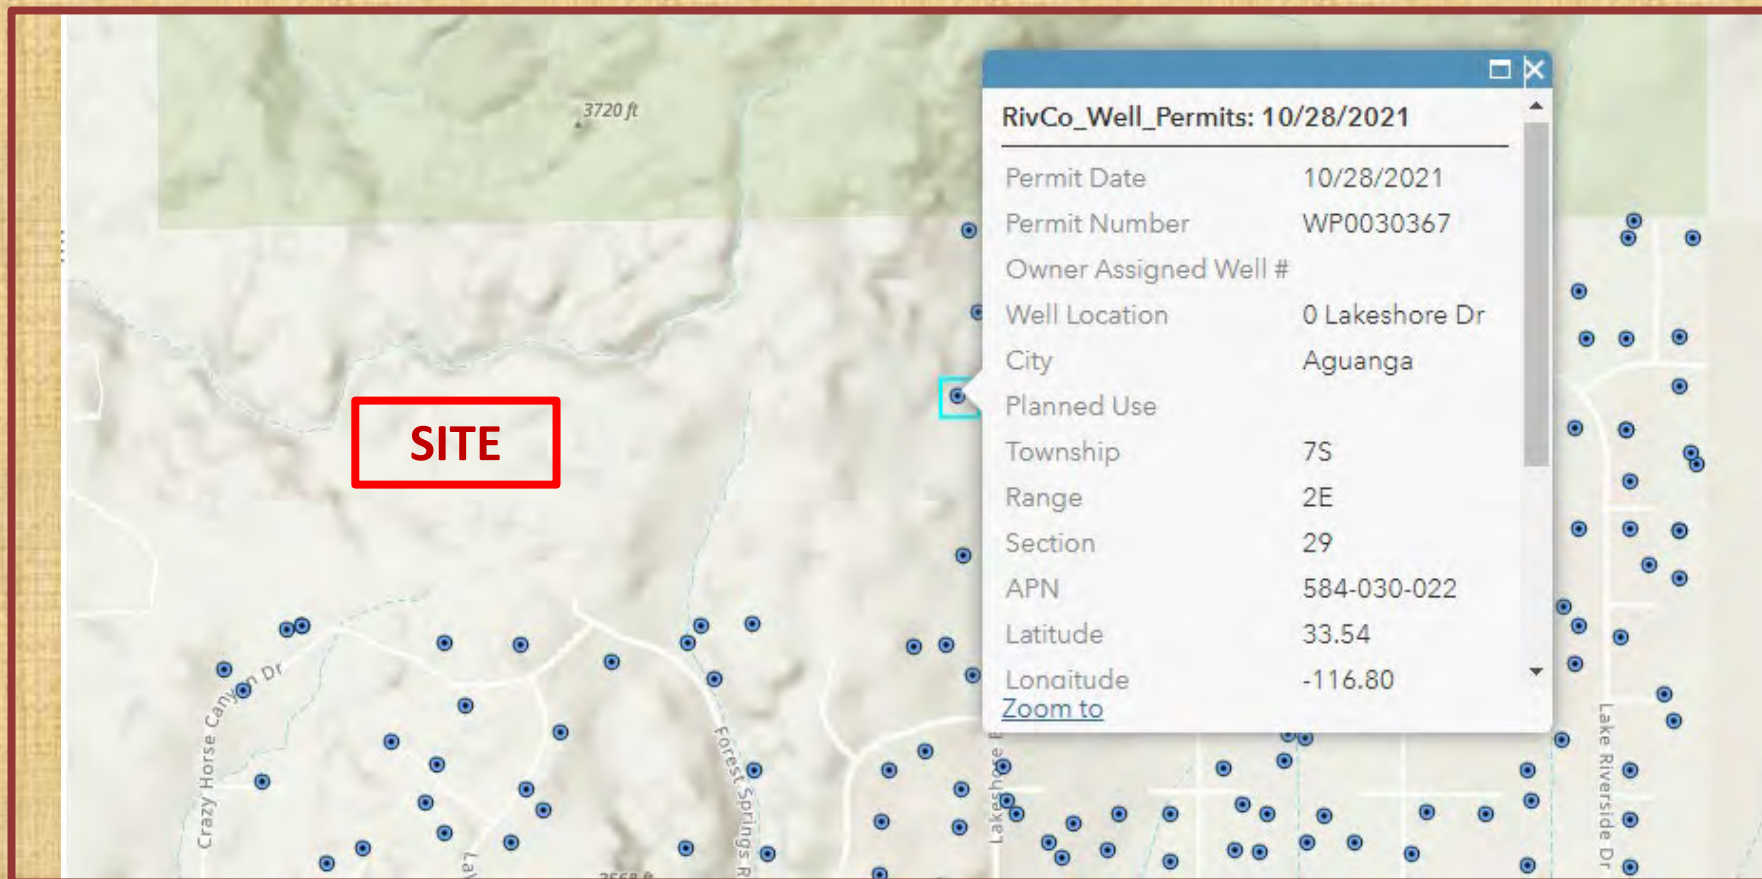 3720 ft
RivCo_Well_Permits: 10/28/2021
Permit Date 10/28/2021
Permit Number WP0030367
Owner Assigned Well #
Well Location 0 Lakeshore Dr
City Aguanga
Planned Use
Township 7S
Range 2E
Section 29
APN 584-030-022
Latitude 33.54
Longitude -116.80
Zoom to
SITE
Crazy Horse Canyon Dr
Forest Springs R
Lakeshore
Lake Riverside Dr